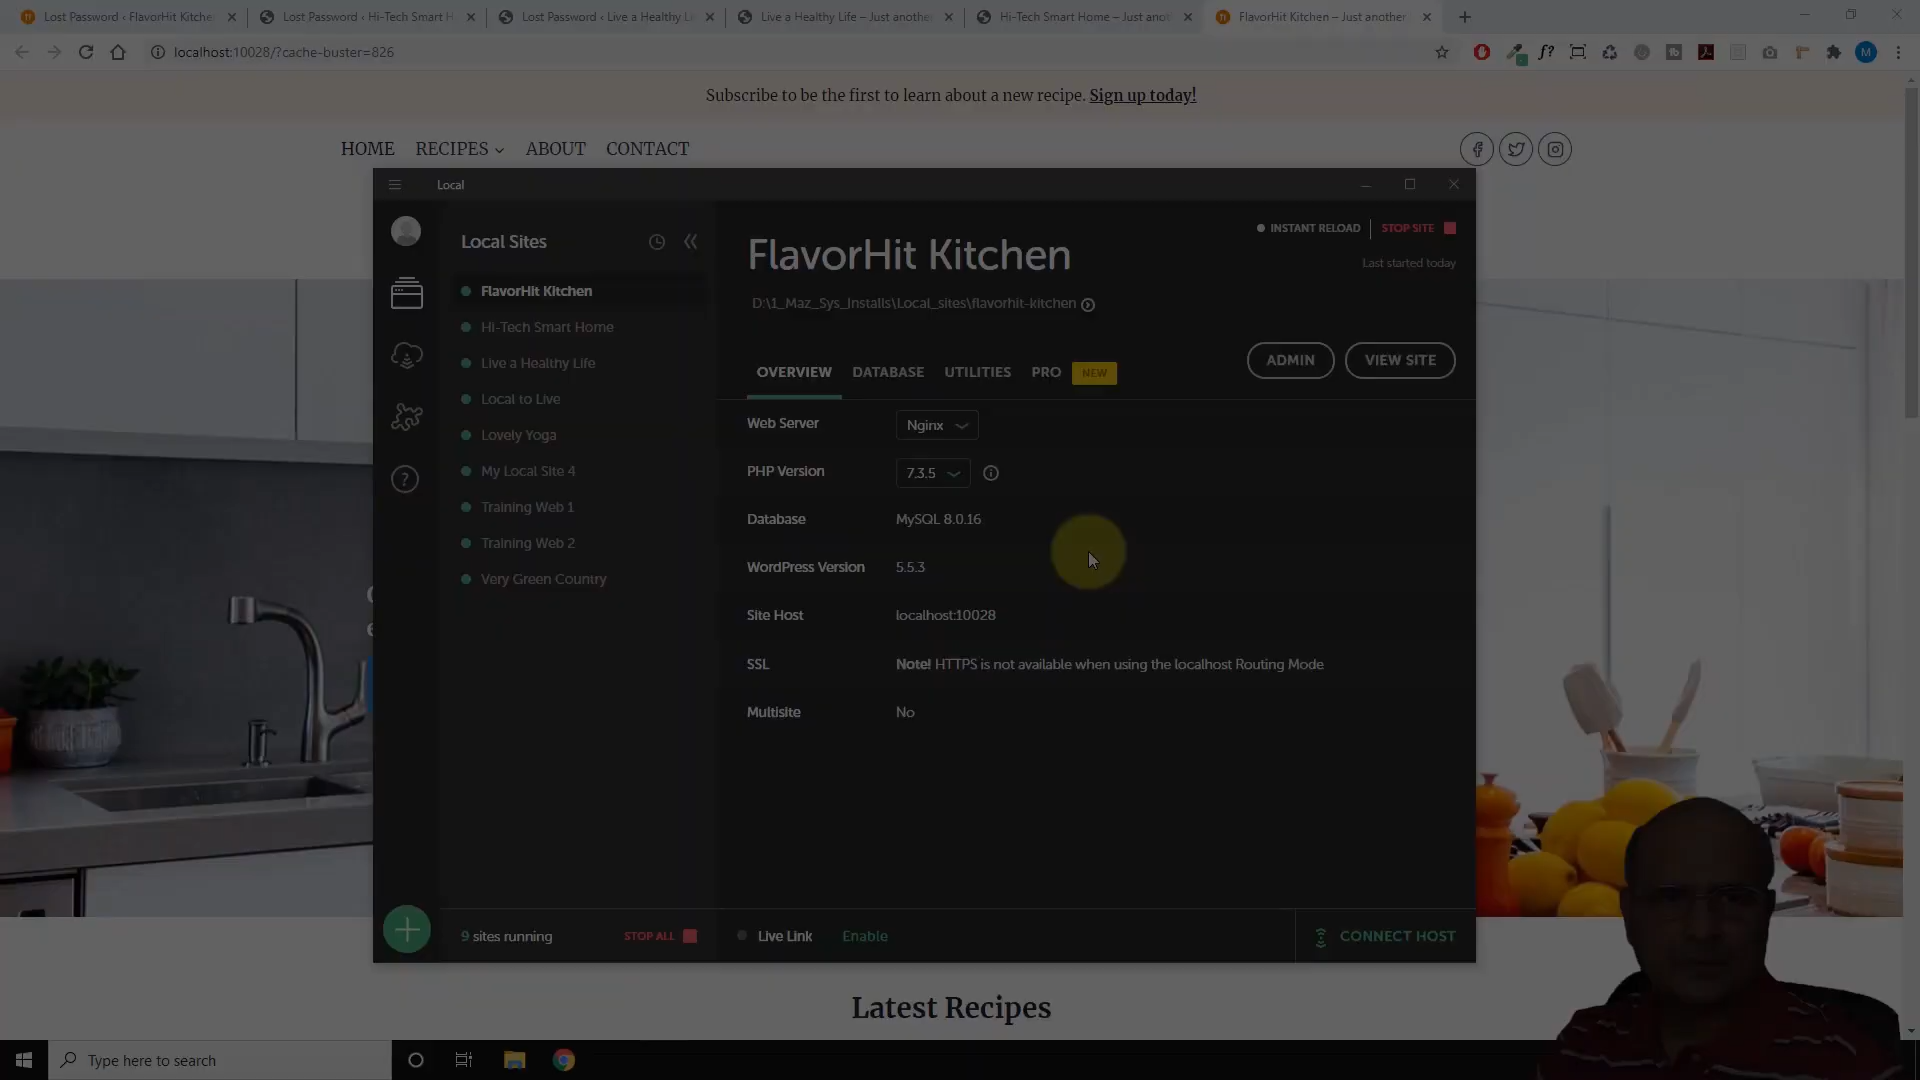 Lost Password ‹ FlavorHit Kitche
Lost Password ‹ Hi-Tech Smart H
Lost Password ‹ Live a Healthy Li
Live a Healthy Life – Just another
Hi-Tech Smart Home – Just anot
FlavorHit Kitchen – Just another
localhost:10028/?cache-buster=826
Subscribe to be the first to learn about a new recipe. Sign up today!
HOME RECIPES ABOUT CONTACT
Local
Local Sites
FlavorHit Kitchen
Hi-Tech Smart Home
Live a Healthy Life
Local to Live
Lovely Yoga
My Local Site 4
Training Web 1
Training Web 2
Very Green Country
9 sites running
STOP ALL
INSTANT RELOAD
STOP SITE
FlavorHit Kitchen
Last started today
D:\1_Maz_Sys_Installs\Local_sites\flavorhit-kitchen
ADMIN
VIEW SITE
OVERVIEW DATABASE UTILITIES PRO NEW
Web Server Nginx
PHP Version 7.3.5
Database MySQL 8.0.16
WordPress Version 5.5.3
Site Host localhost:10028
SSL Note! HTTPS is not available when using the localhost Routing Mode
Multisite No
Live Link Enable
CONNECT HOST
Latest Recipes
Type here to search